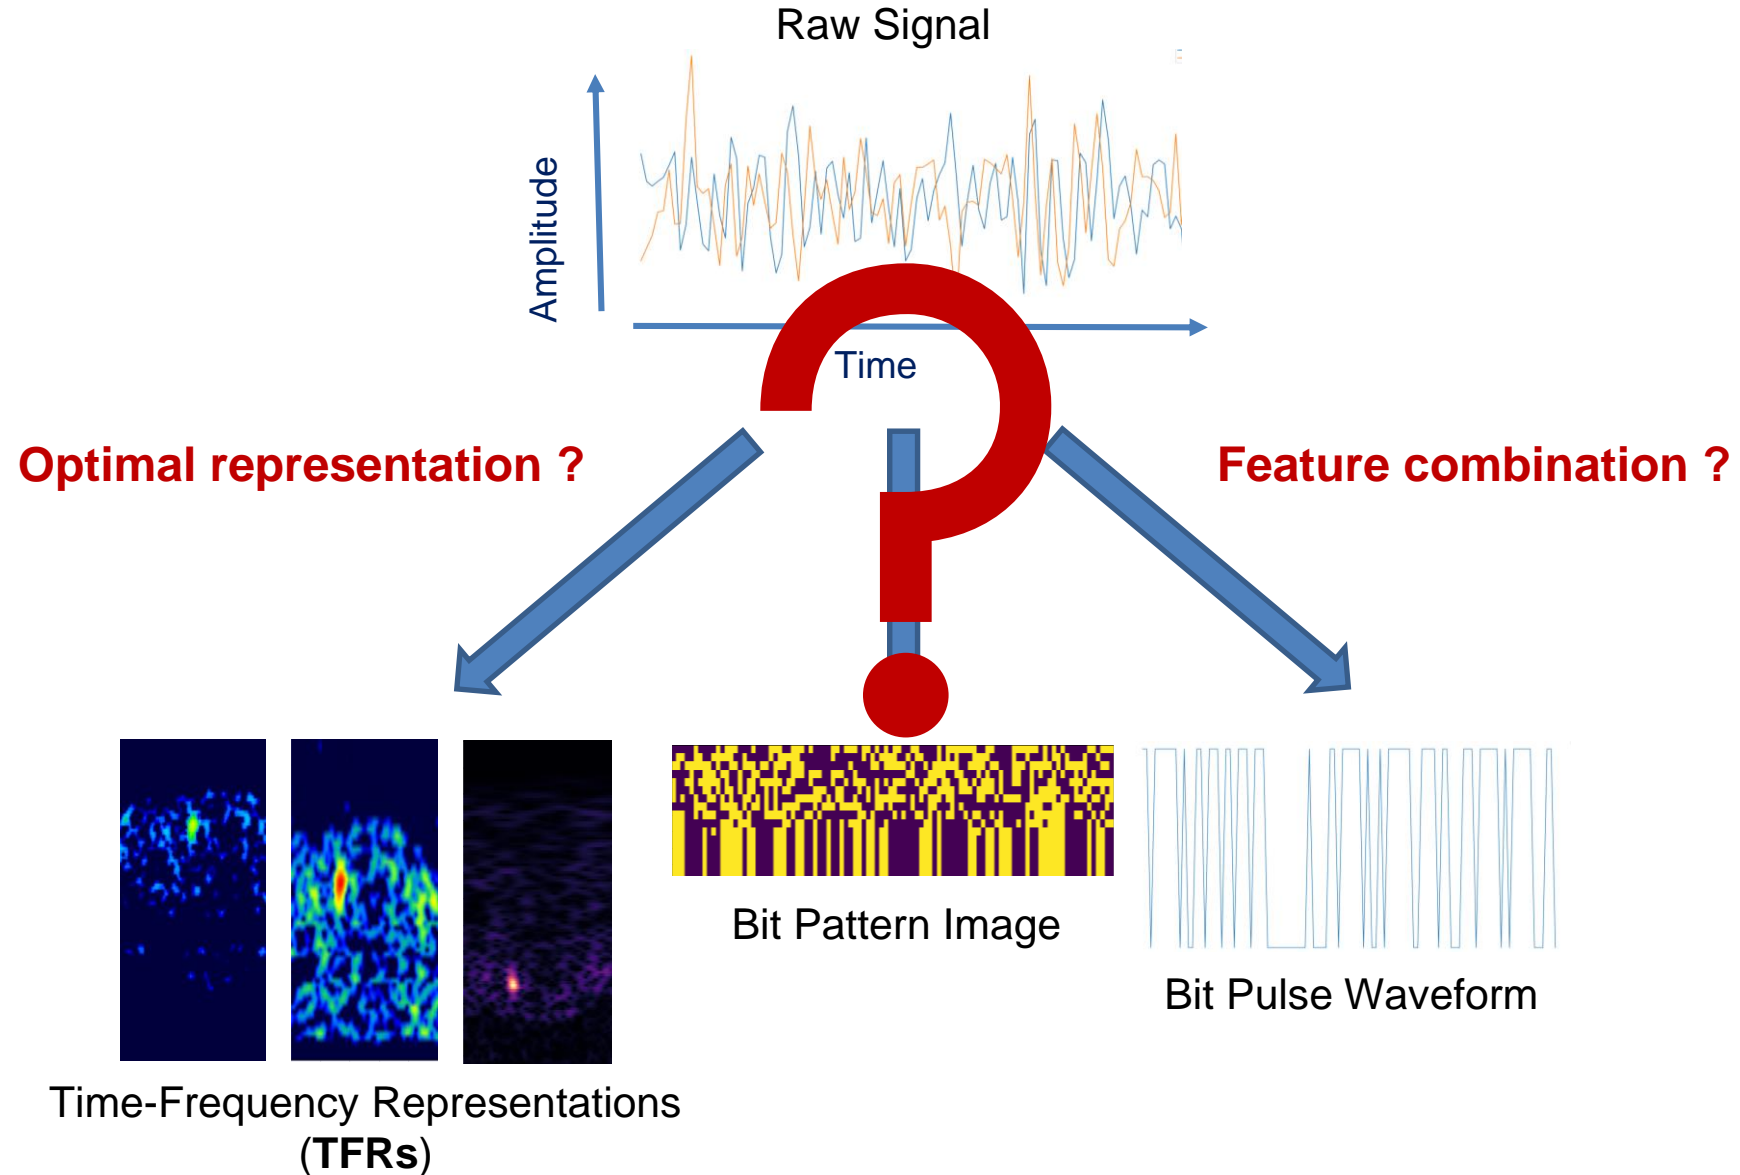 Raw Signal
Amplitude
Time
Optimal representation ?
Feature combination ?
Bit Pattern Image
Bit Pulse Waveform
Time-Frequency Representations
(TFRs)